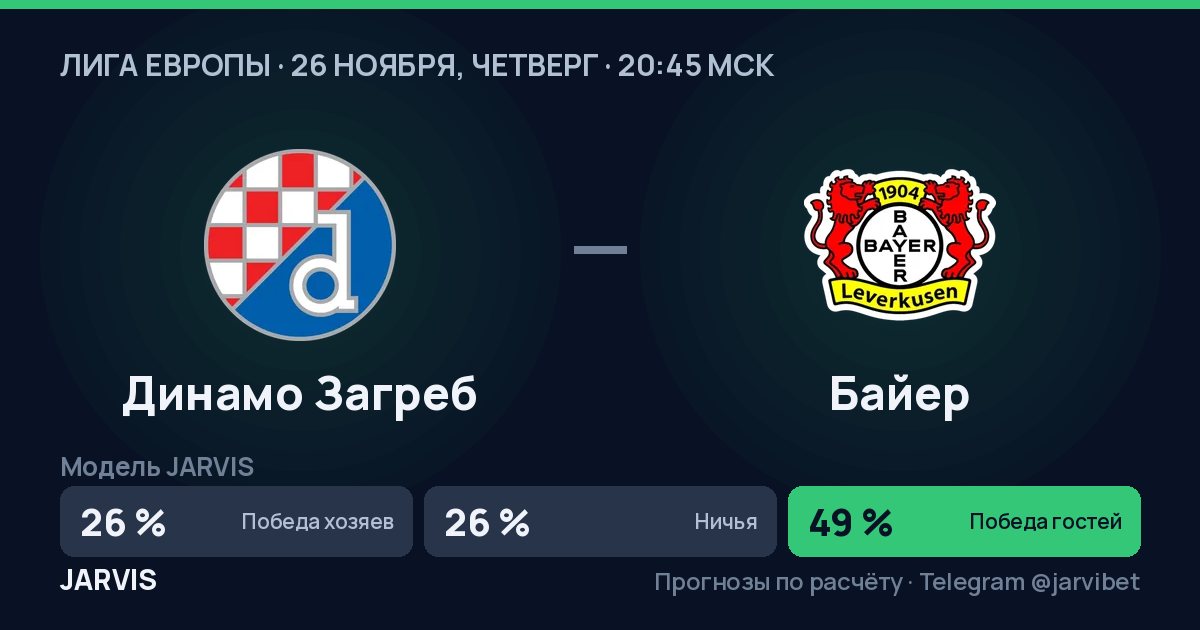 ЛИГА ЕВРОПЫ · 26 НОЯБРЯ, ЧЕТВЕРГ · 20:45 МСК
d
1904
BAYER
BAYER
Leverkusen
—
Динамо Загреб
Байер
Модель JARVIS
26 % Победа хозяев
26 % Ничья
49 % Победа гостей
JARVIS
Прогнозы по расчёту · Telegram @jarvibet